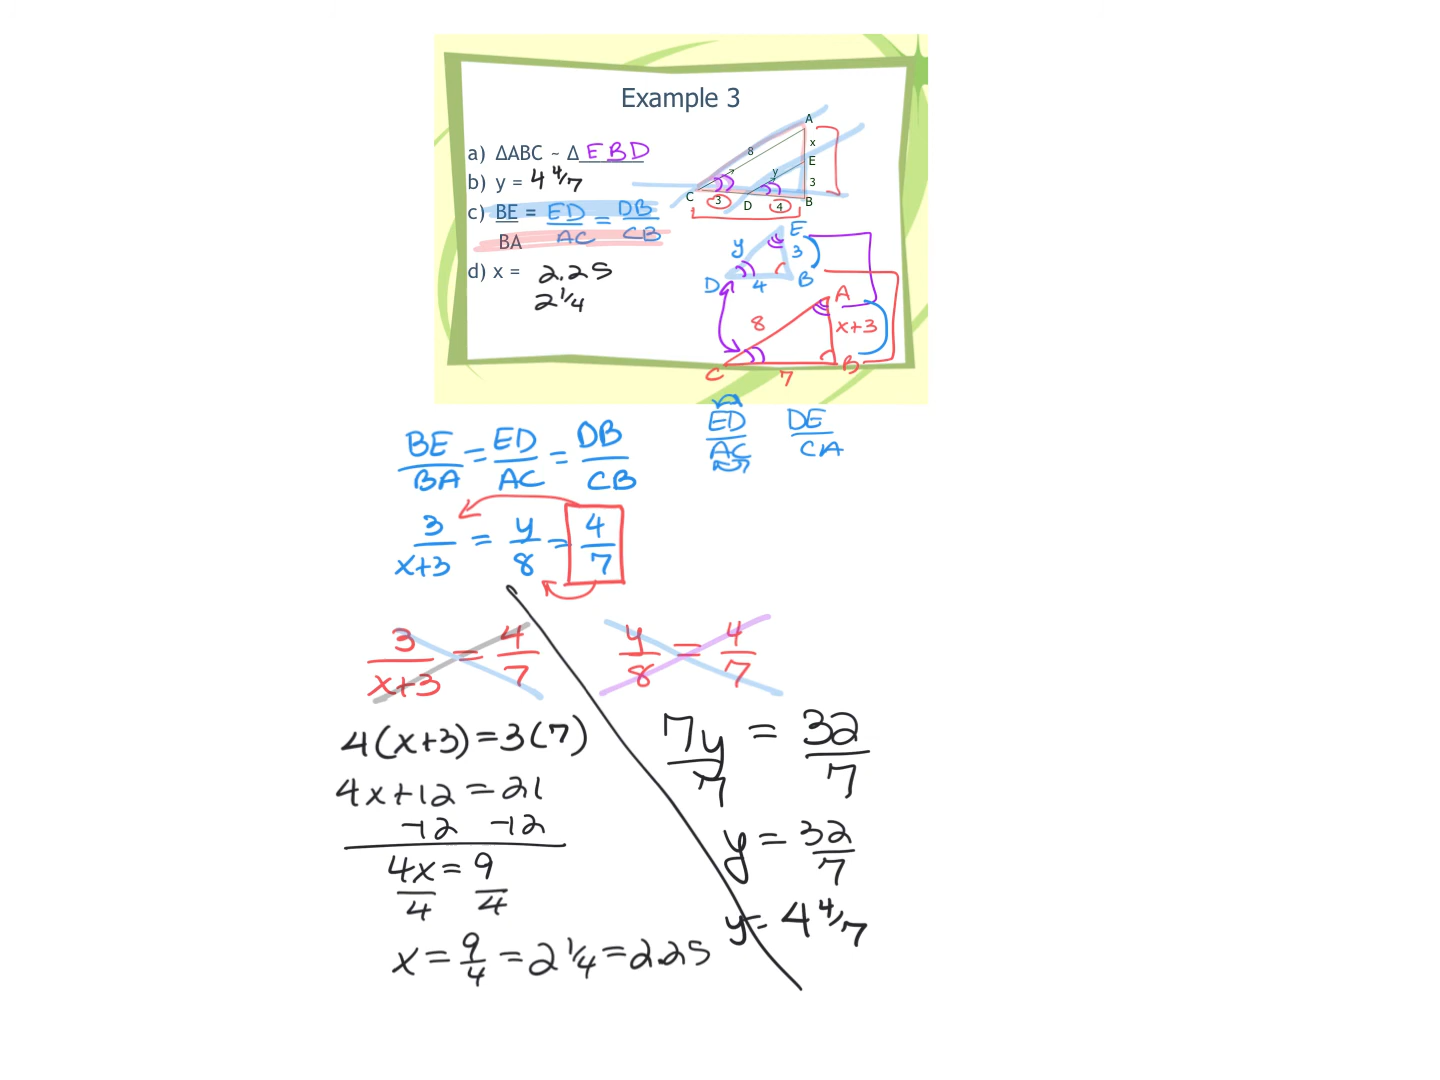 Example 3
a) ΔABC ~ Δ EBD
b) y = 4 4/7
c) BE = ED = DB
BA AC CB
d) x = 2.25
2 1/4
A
x
8
E
y
3
C
3
D
4
B
E
y
3
D
4
B
A
8
x+3
C
7
B
ED DE
AC CA
BE = ED = DB
BA AC CB
3 = y = 4
x+3 8 7
3 = 4
x+3 7
4(x+3) = 3(7)
4x+12 = 21
-12 -12
4x = 9
4 4
x = 9/4 = 2 1/4 = 2.25
y = 4
8 7
7y = 32
7 7
y = 32
7
y = 4 4/7